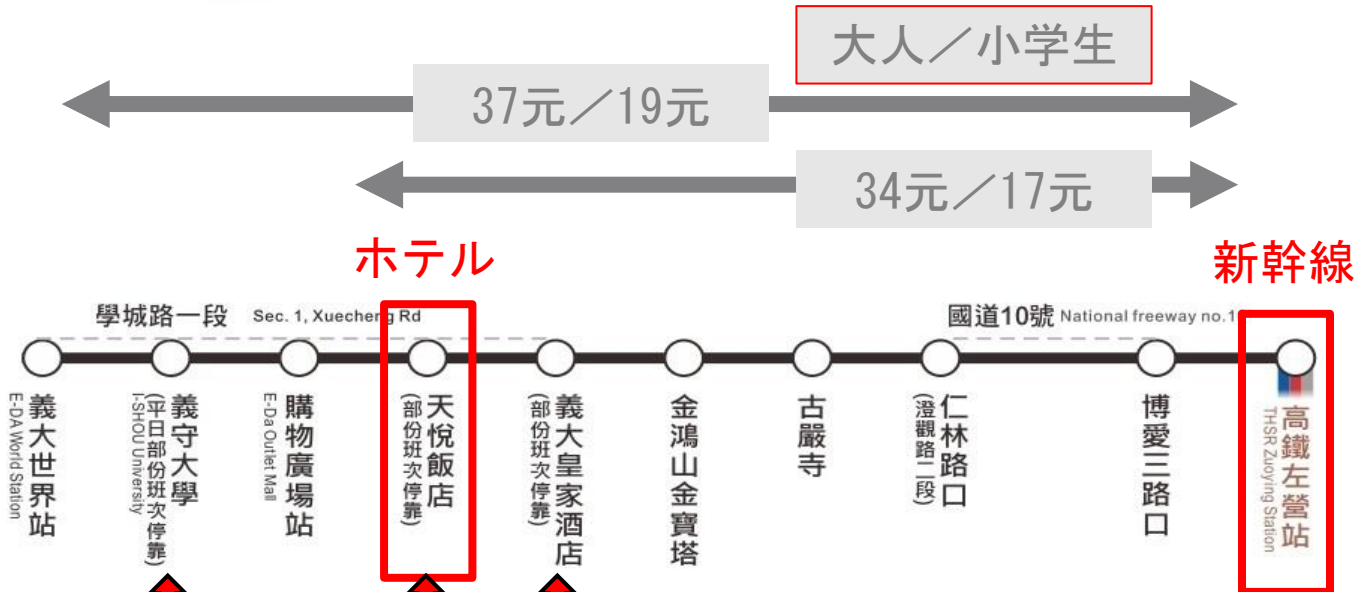 大人／小学生
37元／19元
34元／17元
ホテル
新幹線
學城路一段 Sec. 1, Xuecheng Rd
國道10號 National freeway no.1
義大世界站
E-DA World Station
義守大學
(平日部份班次停靠)
I-SHOU University
購物廣場站
E-Da Outlet Mall
天悅飯店
(部份班次停靠)
義大皇家酒店
(部份班次停靠)
金鴻山金寶塔
古嚴寺
仁林路口
(澄觀路二段)
博愛三路口
高鐵左營站
THSR Zuoying Station